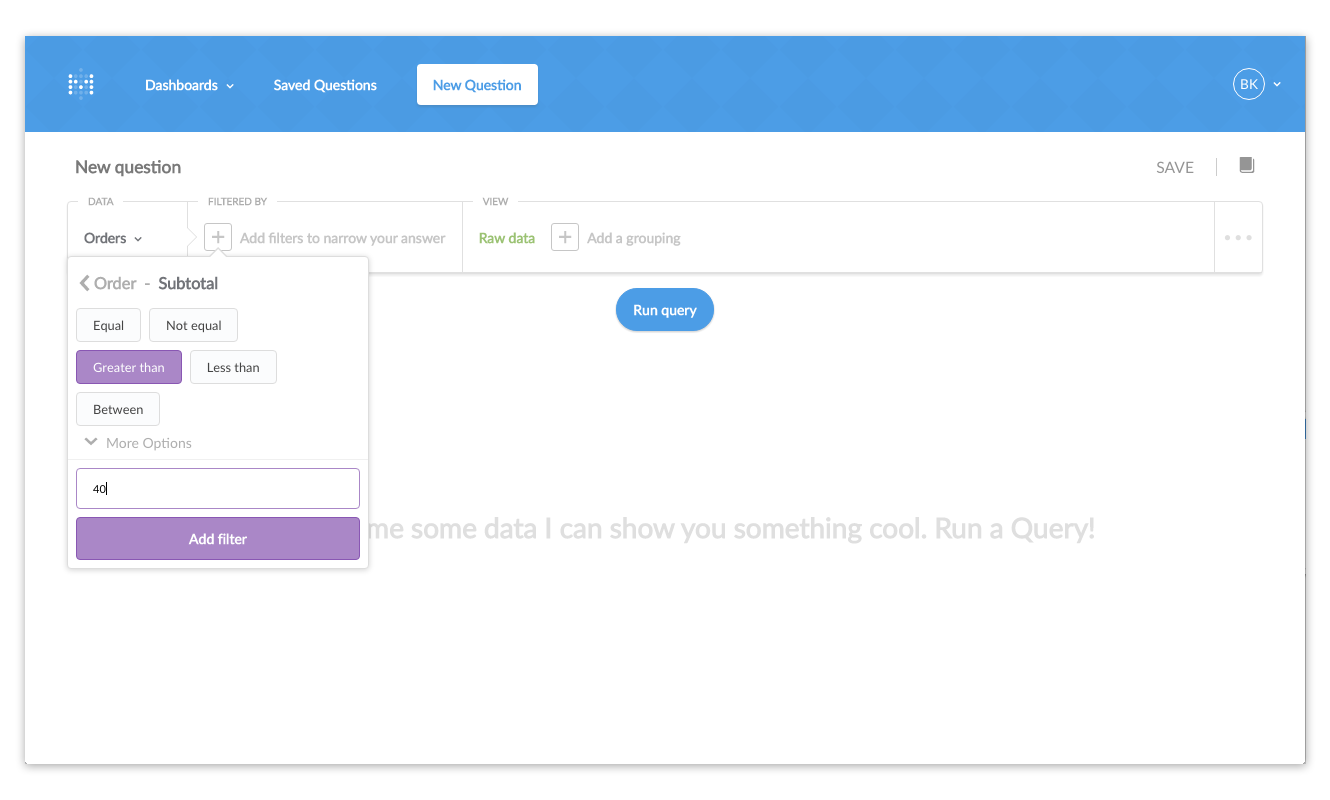 Dashboards
Saved Questions
New Question
BK
New question
SAVE
DATA
FILTERED BY
VIEW
Orders
Add filters to narrow your answer
Raw data
Add a grouping
Order - Subtotal
Equal
Not equal
Greater than
Less than
Between
More Options
40
Add filter
Run query
me some data I can show you something cool. Run a Query!